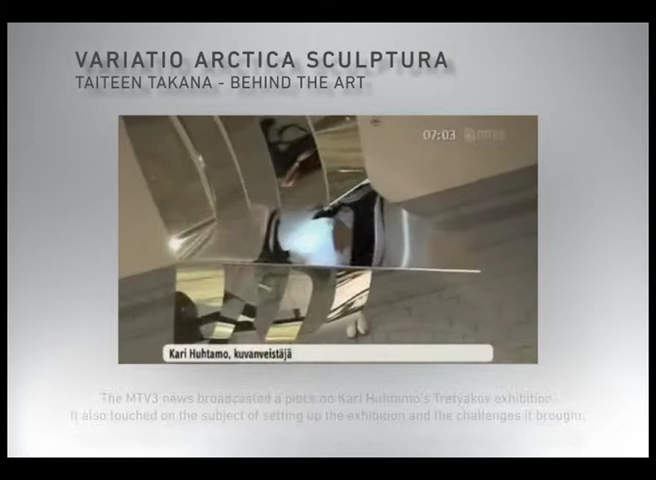 VARIATIO ARCTICA SCULPTURA
TAITEEN TAKANA - BEHIND THE ART
07:03
Kari Huhtamo, kuvanveistäjä
The MTV3 news broadcasted a piece on Kari Huhtamo's Tretyakov exhibition.
It also touched on the subject of setting up the exhibition and the challenges it brought.